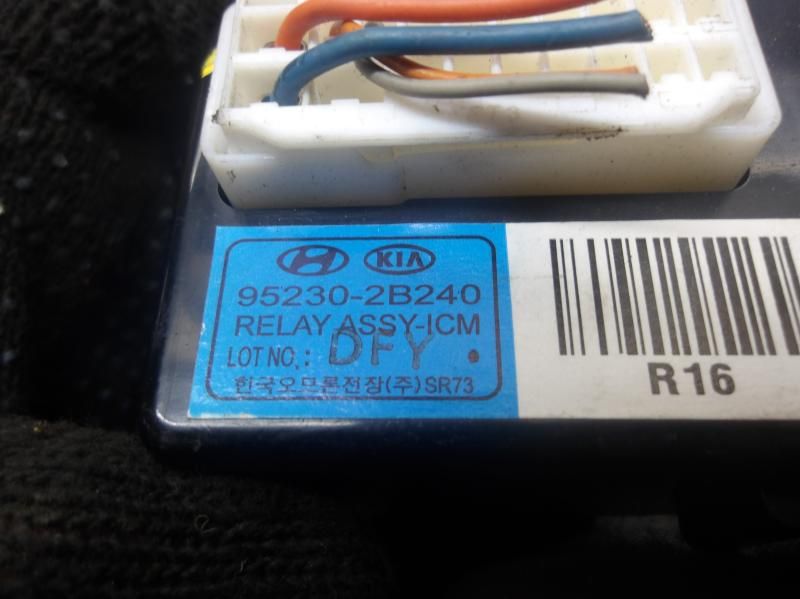 KIA
95230-2B240
RELAY ASSY-ICM
LOT NO.: DFY.
한국오므론전장(주)SR73
R16